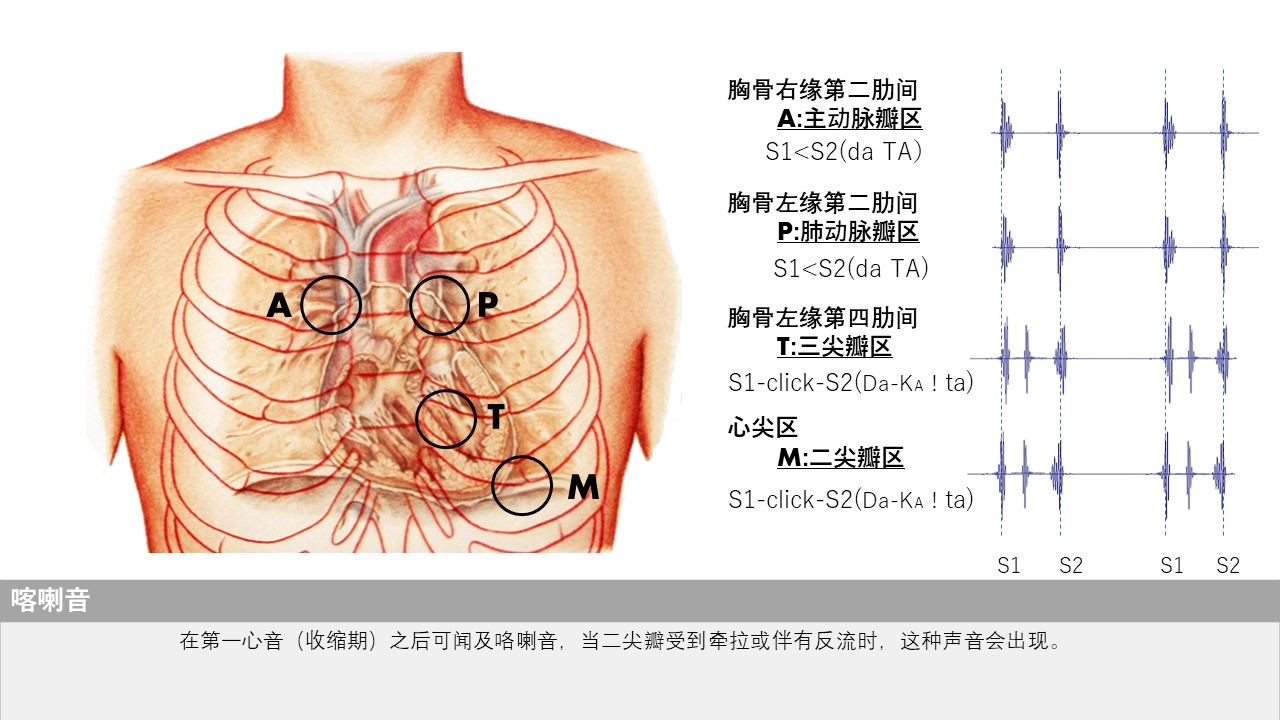 胸骨右缘第二肋间
A:主动脉瓣区
S1<S2(da TA)
胸骨左缘第二肋间
P:肺动脉瓣区
S1<S2(da TA)
胸骨左缘第四肋间
T:三尖瓣区
S1-click-S2(Da-KA ! ta)
心尖区
M:二尖瓣区
S1-click-S2(Da-KA ! ta)
A
P
T
M
S1 S2 S1 S2
喀喇音
在第一心音（收缩期）之后可闻及咯喇音，当二尖瓣受到牵拉或伴有反流时，这种声音会出现。